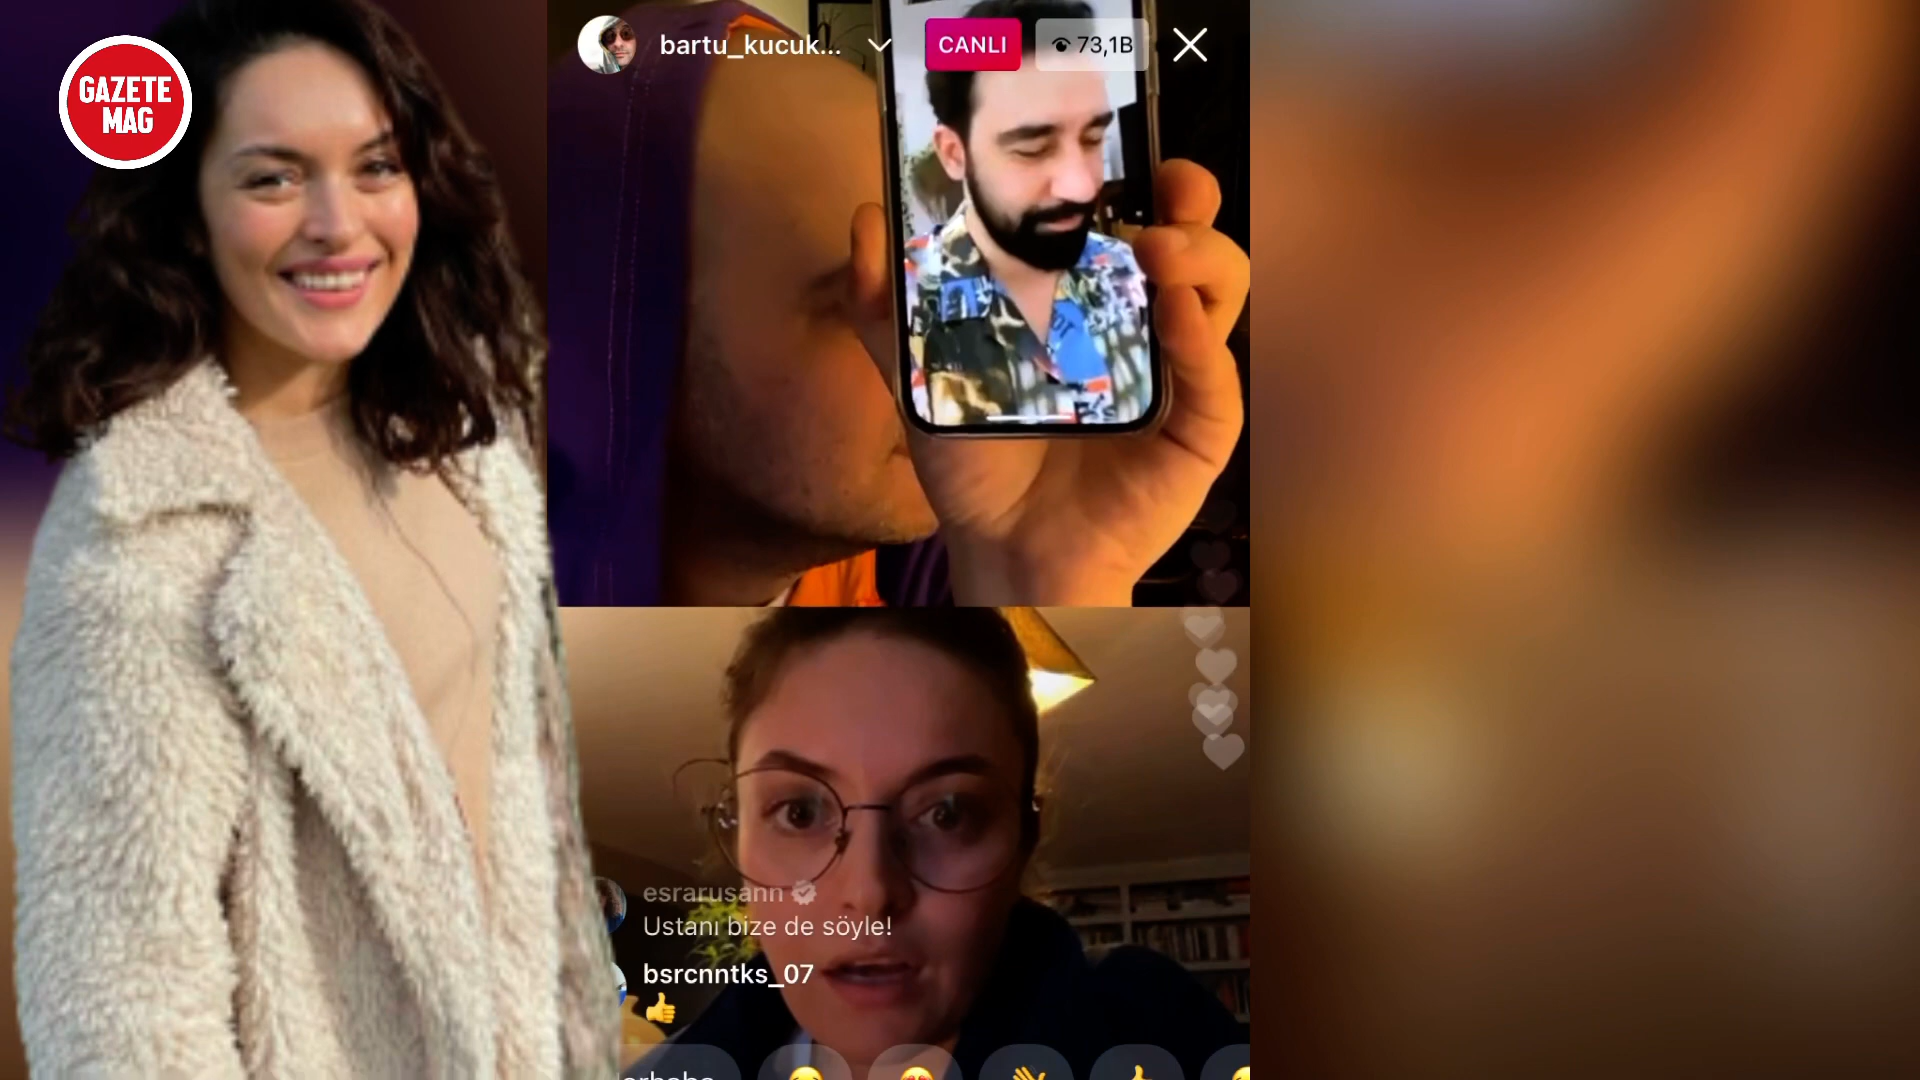 GAZETE
MAG
bartu_kucuk...
CANLI
73,1B
esrarusann
Ustanı bize de söyle!
bsrcnntks_07